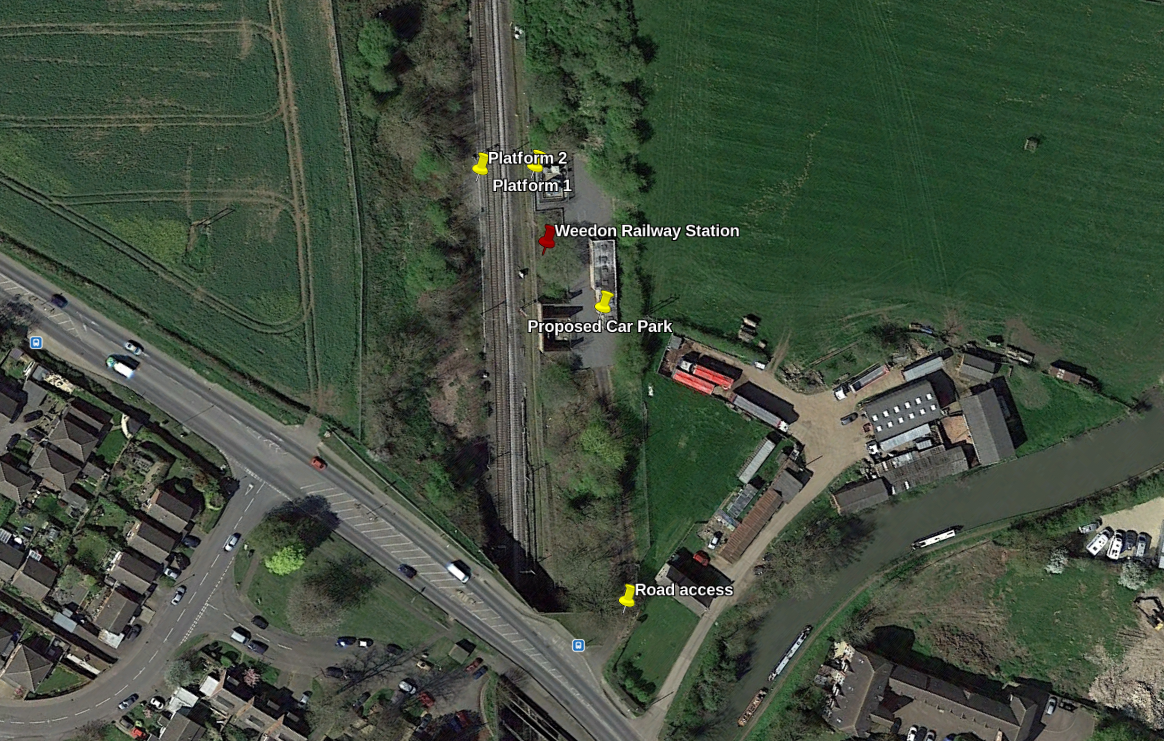 Platform 2
Platform 1
Weedon Railway Station
Proposed Car Park
Road access